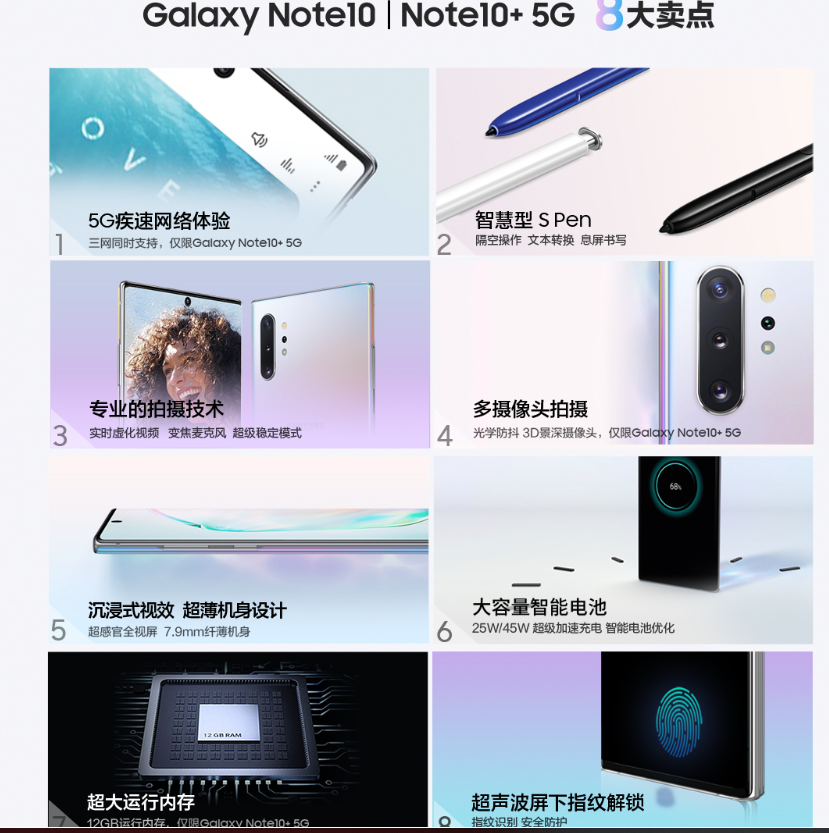 Galaxy Note10 | Note10+ 5G 8大卖点
O
V
E
5G疾速网络体验
1 三网同时支持，仅限Galaxy Note10+ 5G
智慧型 S Pen
2 隔空操作 文本转换 息屏书写
专业的拍摄技术
3 实时虚化视频 变焦麦克风 超级稳定模式
多摄像头拍摄
4 光学防抖 3D景深摄像头，仅限Galaxy Note10+ 5G
沉浸式视效 超薄机身设计
5 超感官全视屏 7.9mm纤薄机身
68%
大容量智能电池
6 25W/45W 超级加速充电 智能电池优化
12 GB RAM
超大运行内存
7 12GB运行内存，仅限Galaxy Note10+ 5G
超声波屏下指纹解锁
8 指纹识别 安全防护